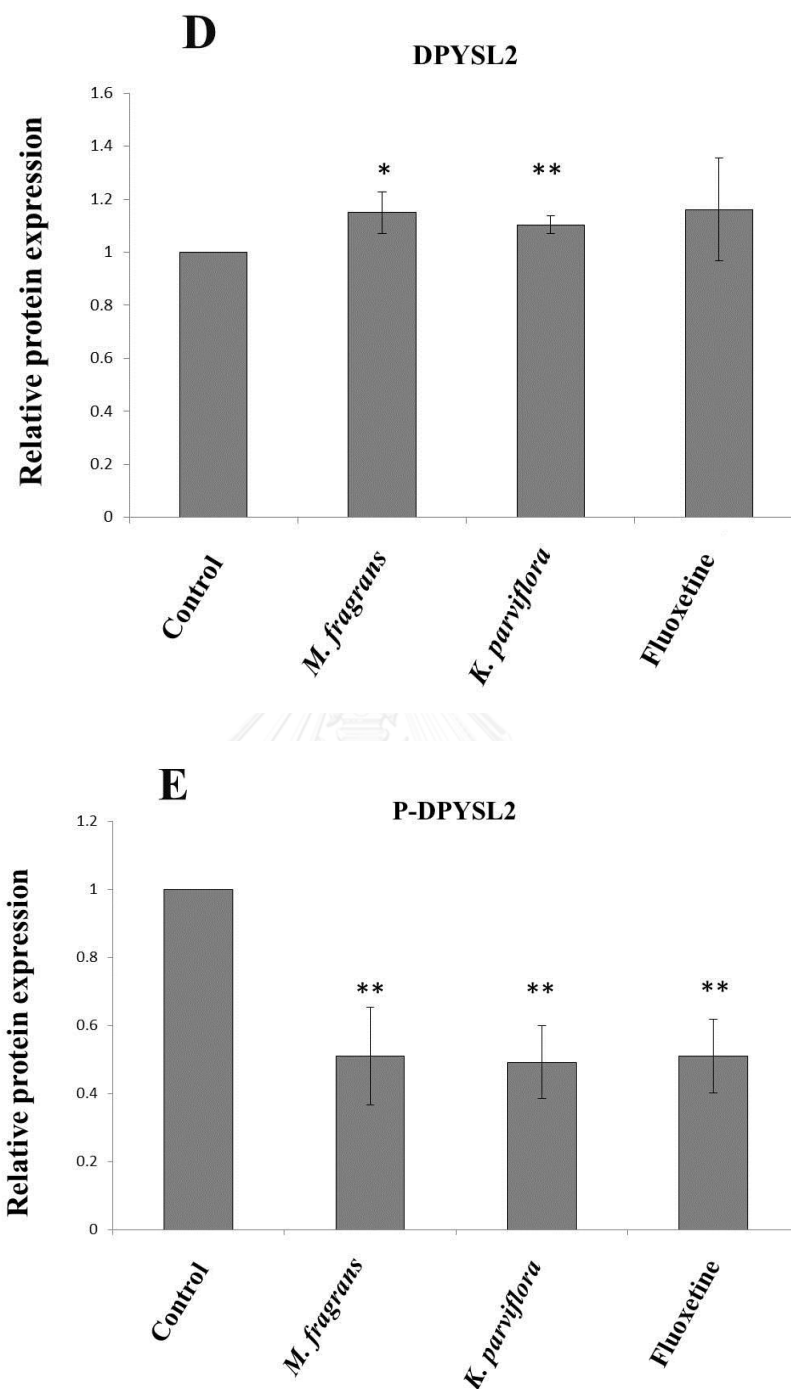 D
DPYSL2
Relative protein expression
1.6
1.4
1.2
1
0.8
0.6
0.4
0.2
0
*
**
Control
M. fragrans
K. parviflora
Fluoxetine
E
P-DPYSL2
Relative protein expression
1.2
1
0.8
0.6
0.4
0.2
0
**
**
**
Control
M. fragrans
K. parviflora
Fluoxetine